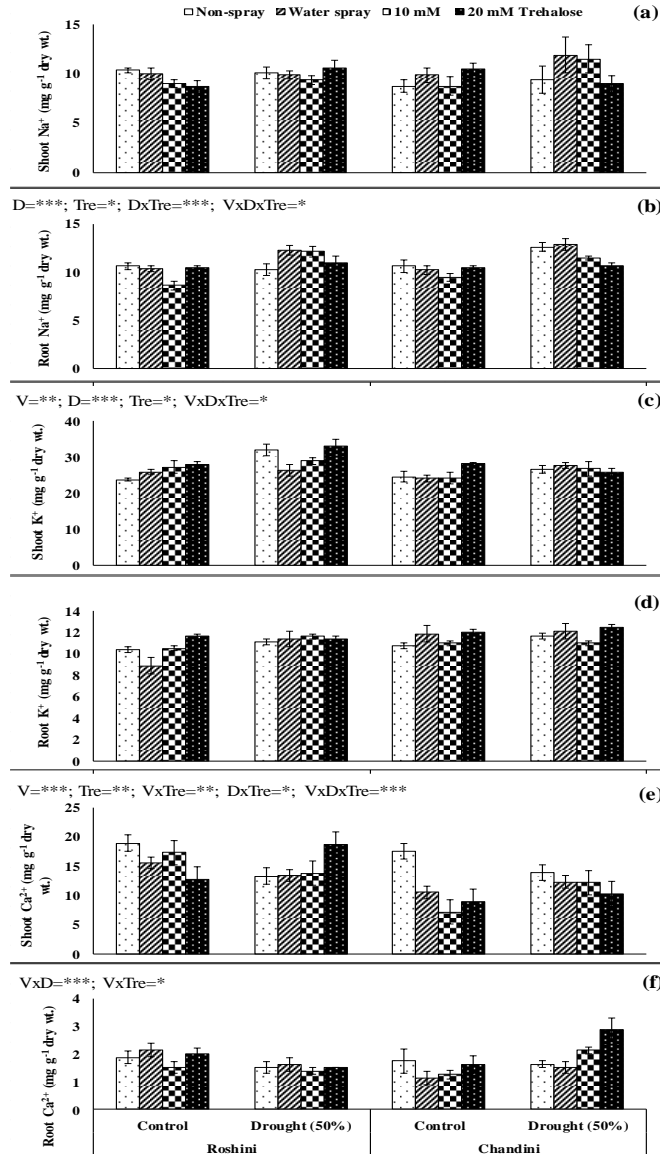 Non-spray Water spray 10 mM 20 mM Trehalose (a)
15
10
5
0
Shoot Na⁺ (mg g⁻¹ dry wt.)
D=***; Tre=*; DxTre=***; VxDxTre=* (b)
15
10
5
0
Root Na⁺ (mg g⁻¹ dry wt.)
V=**; D=***; Tre=*; VxDxTre=* (c)
40
30
20
10
0
Shoot K⁺ (mg g⁻¹ dry wt.)
(d)
14
12
10
8
6
4
2
0
Root K⁺ (mg g⁻¹ dry wt.)
V=***; Tre=**; VxTre=**; DxTre=*; VxDxTre=***
(e)
25
20
15
10
5
0
Shoot Ca²⁺ (mg g⁻¹ dry
wt.)
VxD=***; VxTre=* (f)
4
3
2
1
0
Root Ca²⁺ (mg g⁻¹ dry wt.)
Control Drought (50%) Control Drought (50%)
Roshini Chandini